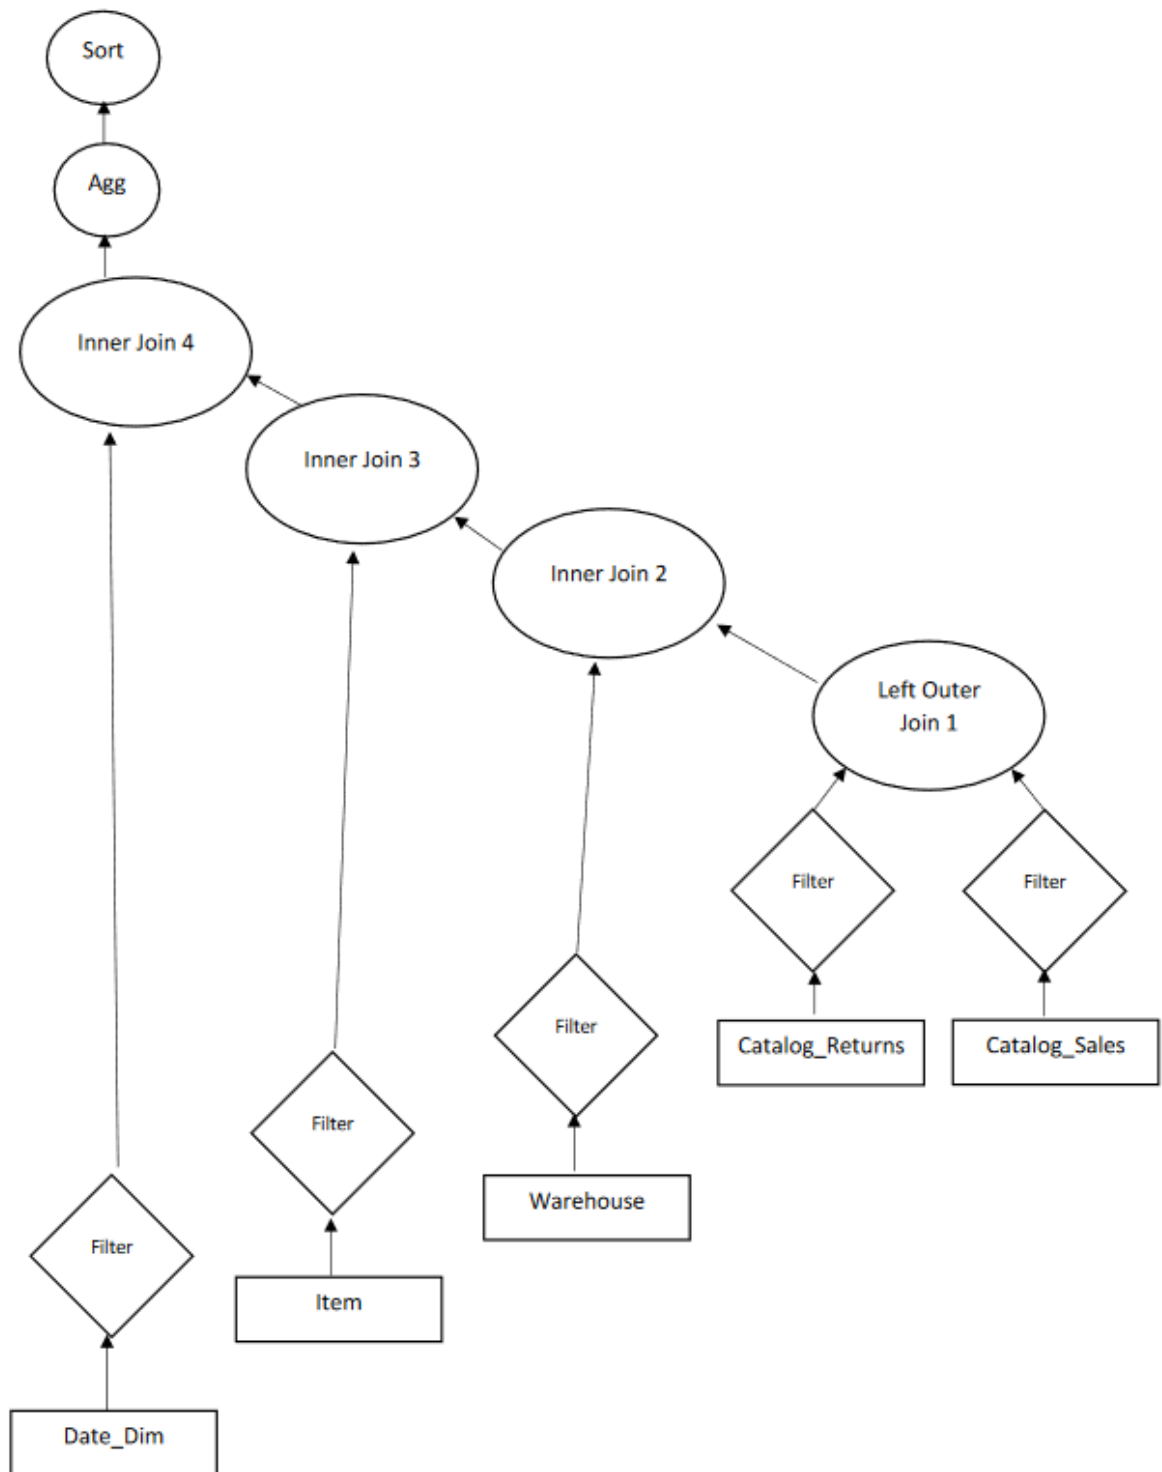 Sort
Agg
Inner Join 4
Inner Join 3
Inner Join 2
Left Outer
Join 1
Filter
Filter
Catalog_Returns
Catalog_Sales
Filter
Warehouse
Filter
Item
Filter
Date_Dim